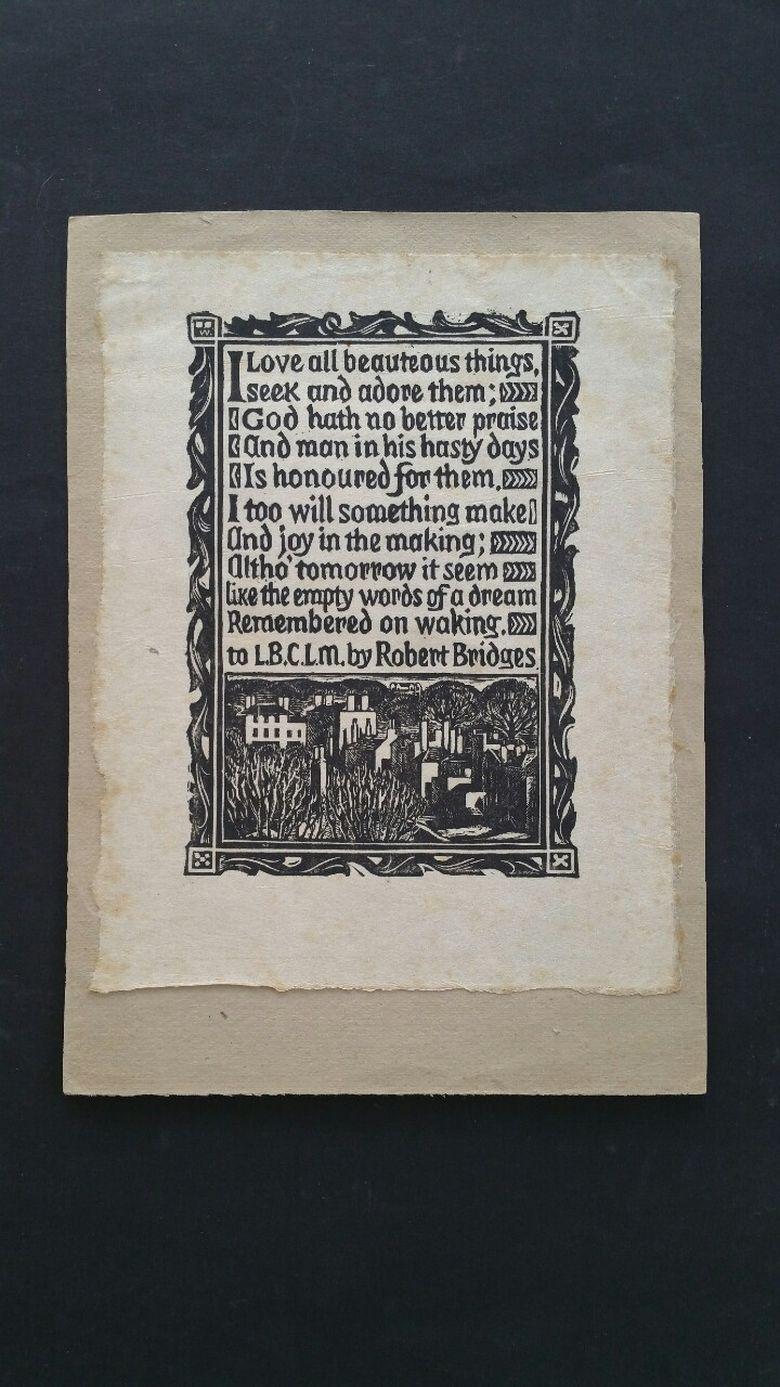 I Love all beauteous things,
seek and adore them;
God hath no better praise
And man in his hasty days
Is honoured for them.
I too will something make
And joy in the making;
Altho' tomorrow it seem
like the empty words of a dream
Remembered on waking.
to L.B.C.L.M. by Robert Bridges